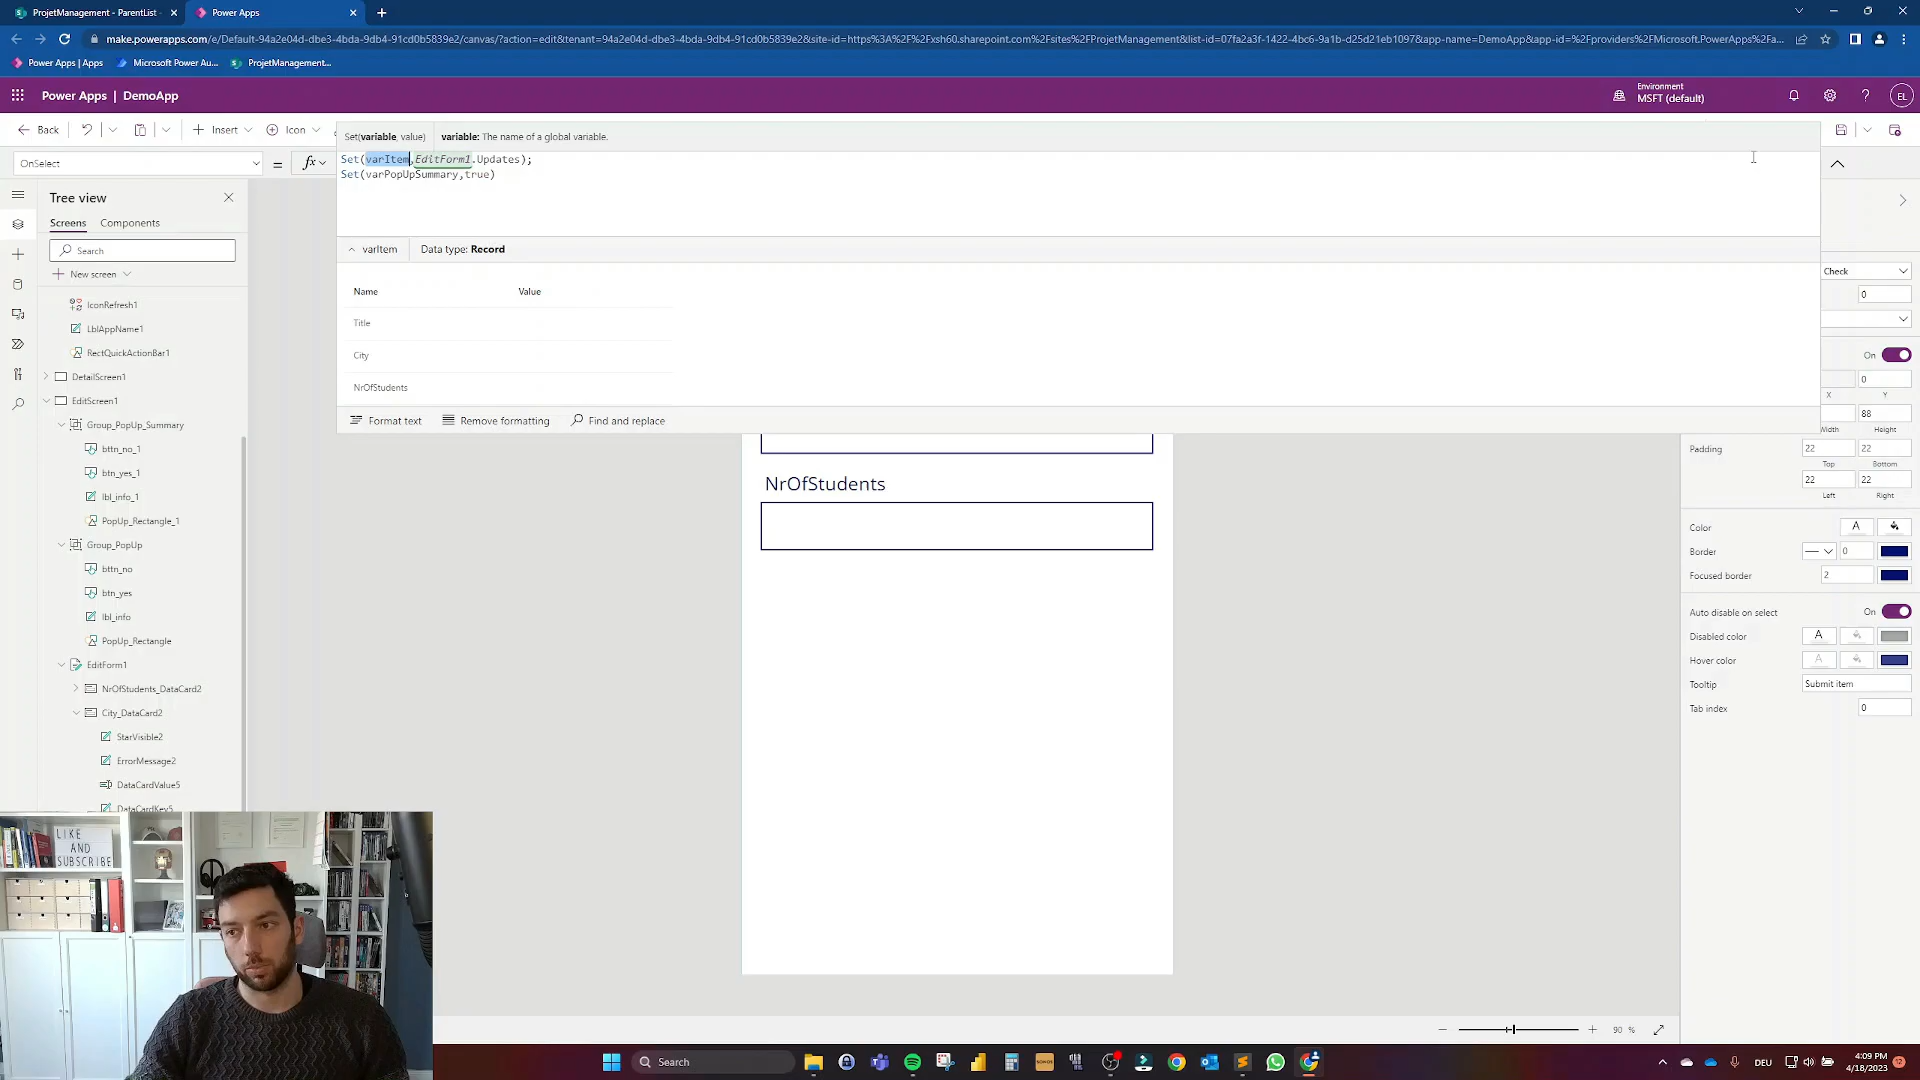 ProjetManagement - ParentList -
Power Apps
make.powerapps.com/e/Default-94a2e04d-dbe3-4bda-9db4-91cd0b5839e2/canvas/?action=edit&tenant=94a2e04d-dbe3-4bda-9db4-91cd0b5839e2&site-id=https%3A%2F%2Fxsh60.sharepoint.com%2Fsites%2FProjetManagement&list-id=07fa2a3f-1422-4bc6-9a1b-d25d21eb1097&app-name=DemoApp&app-id=%2Fproviders%2FMicrosoft.PowerApps%2Fa...
Power Apps | Apps
Microsoft Power Au...
ProjetManagement...
Power Apps | DemoApp
Environment
MSFT (default)
EL
Back
Insert
Icon
Set(variable, value)
variable: The name of a global variable.
OnSelect
= fx
Set(varItem,EditForm1.Updates);
Set(varPopUpSummary,true)
Tree view
Screens
Components
Search
New screen
IconRefresh1
LblAppName1
RectQuickActionBar1
DetailScreen1
EditScreen1
Group_PopUp_Summary
bttn_no_1
btn_yes_1
lbl_info_1
PopUp_Rectangle_1
Group_PopUp
bttn_no
btn_yes
lbl_info
PopUp_Rectangle
EditForm1
NrOfStudents_DataCard2
City_DataCard2
StarVisible2
ErrorMessage2
DataCardValue5
DataCardKey5
varItem
Data type: Record
Name
Value
Title
City
NrOfStudents
Format text
Remove formatting
Find and replace
NrOfStudents
Check
0
On
0
X
Y
88
Width
Height
Padding
22
22
Top
Bottom
22
22
Left
Right
Color
A
Border
0
Focused border
2
Auto disable on select
On
Disabled color
A
Hover color
A
Tooltip
Submit item
Tab index
0
90 %
LIKE
AND
SUBSCRIBE
Search
DEU
4:09 PM
4/18/2023